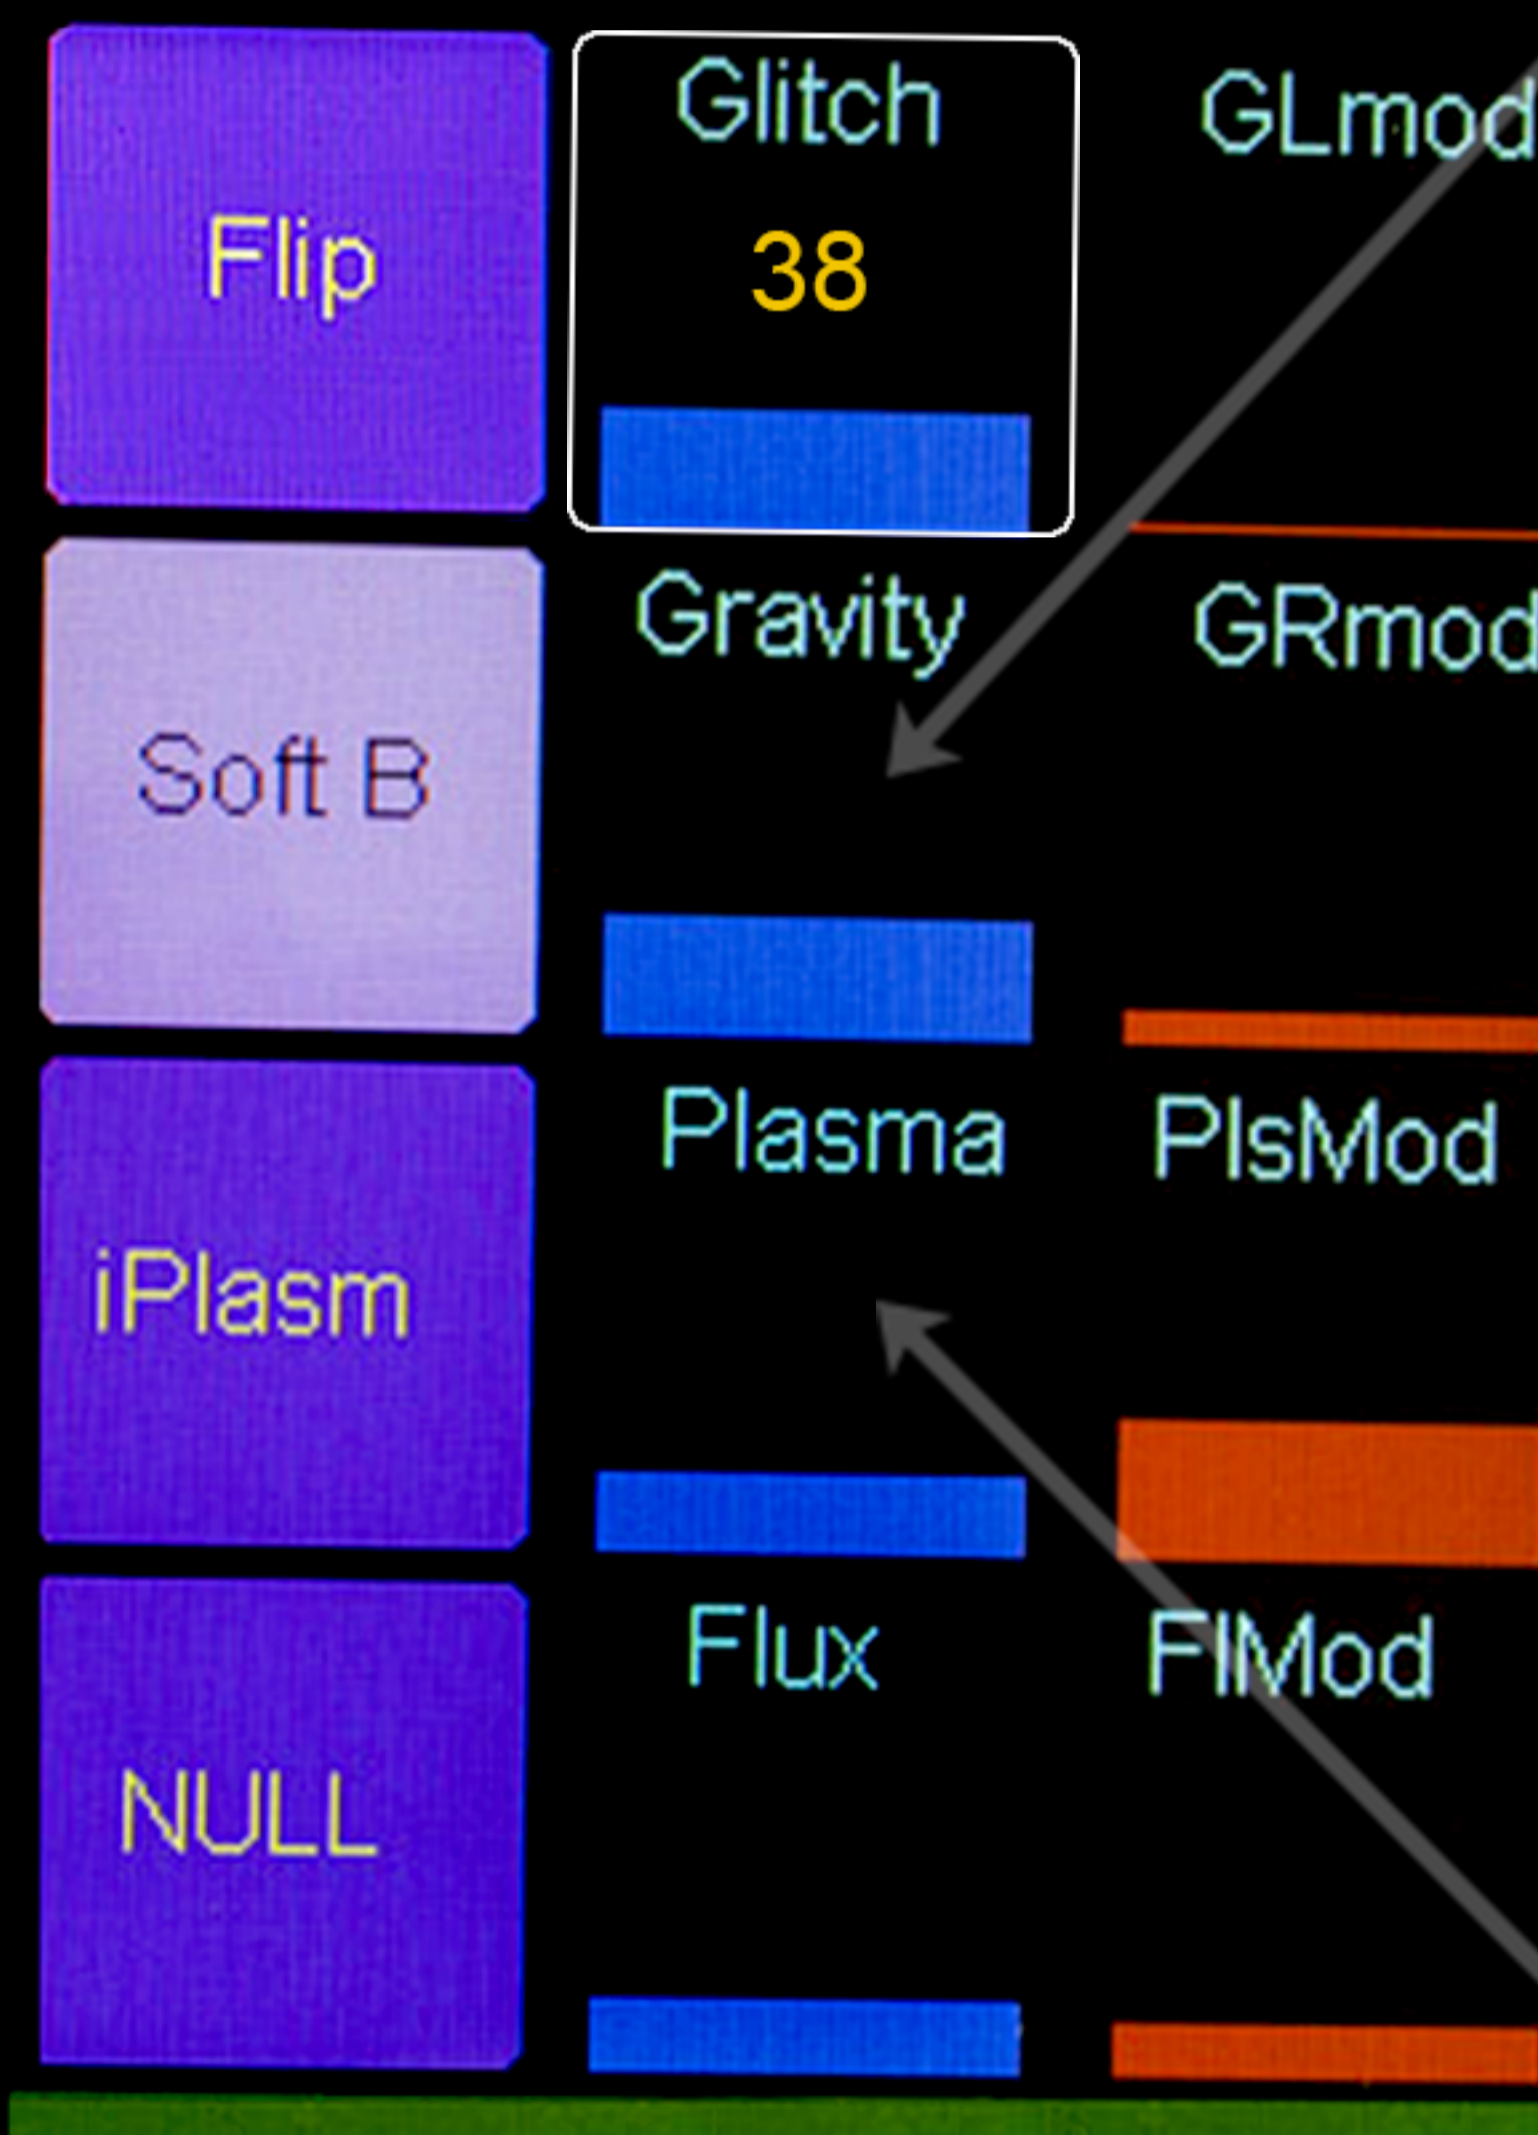 Glitch GLmod
Flip 38
Gravity GRmod
Soft B
Plasma PlsMod
iPlasm
Flux FlMod
NULL